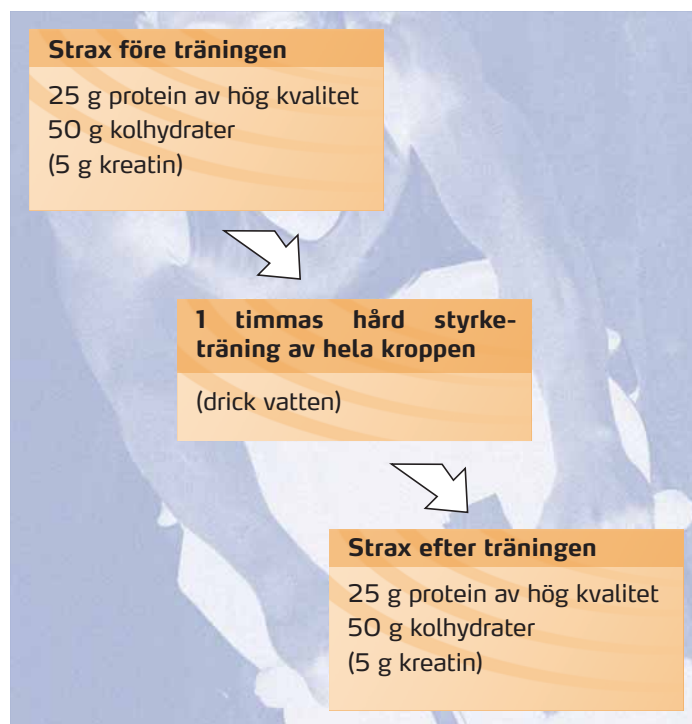 Strax före träningen
25 g protein av hög kvalitet
50 g kolhydrater
(5 g kreatin)
1 timmas hård styrke-
träning av hela kroppen
(drick vatten)
Strax efter träningen
25 g protein av hög kvalitet
50 g kolhydrater
(5 g kreatin)